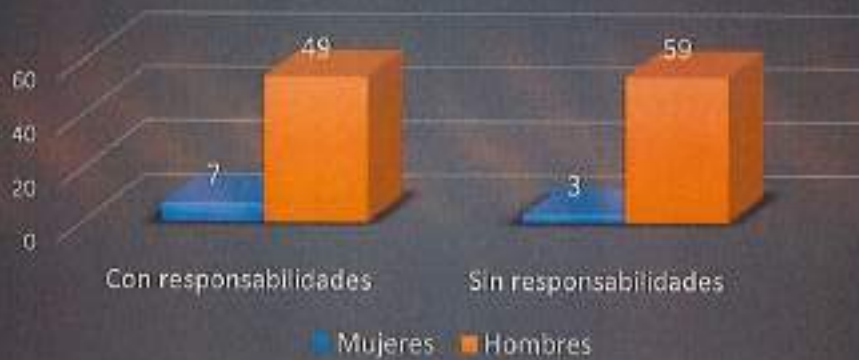 49
59
60
40
7
3
20
0
Con responsabilidades
Sin responsabilidades
Mujeres Hombres